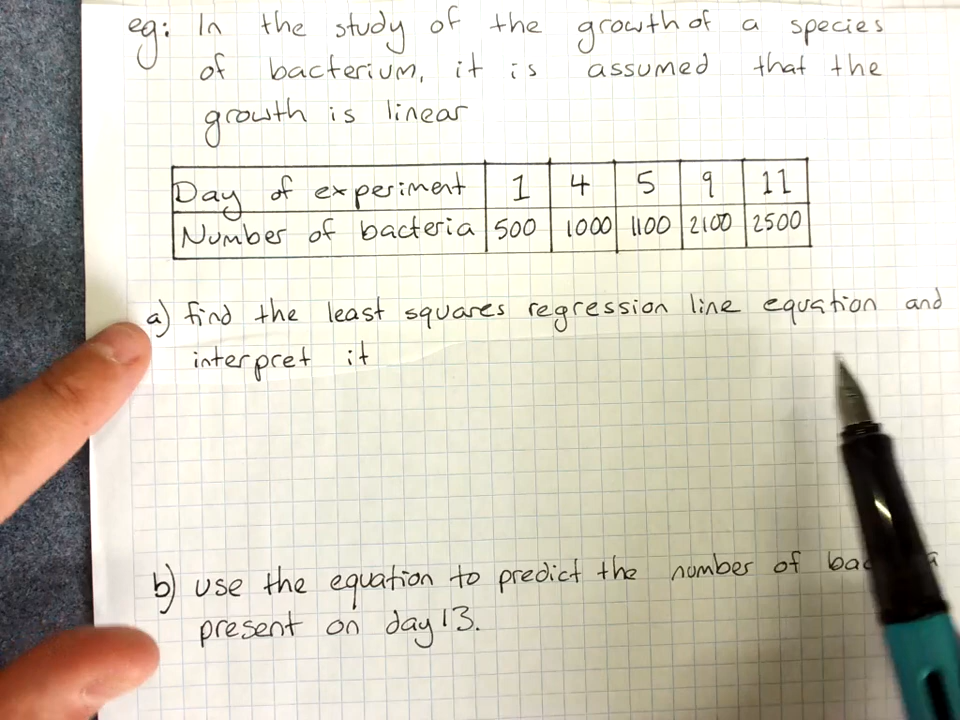 eg: In the study of the growth of a species
of bacterium, it is assumed that the
growth is linear
Day of experiment 1 4 5 9 11
Number of bacteria 500 1000 1100 2100 2500
a) find the least squares regression line equation and
interpret it
b) use the equation to predict the number of
present on day 13.